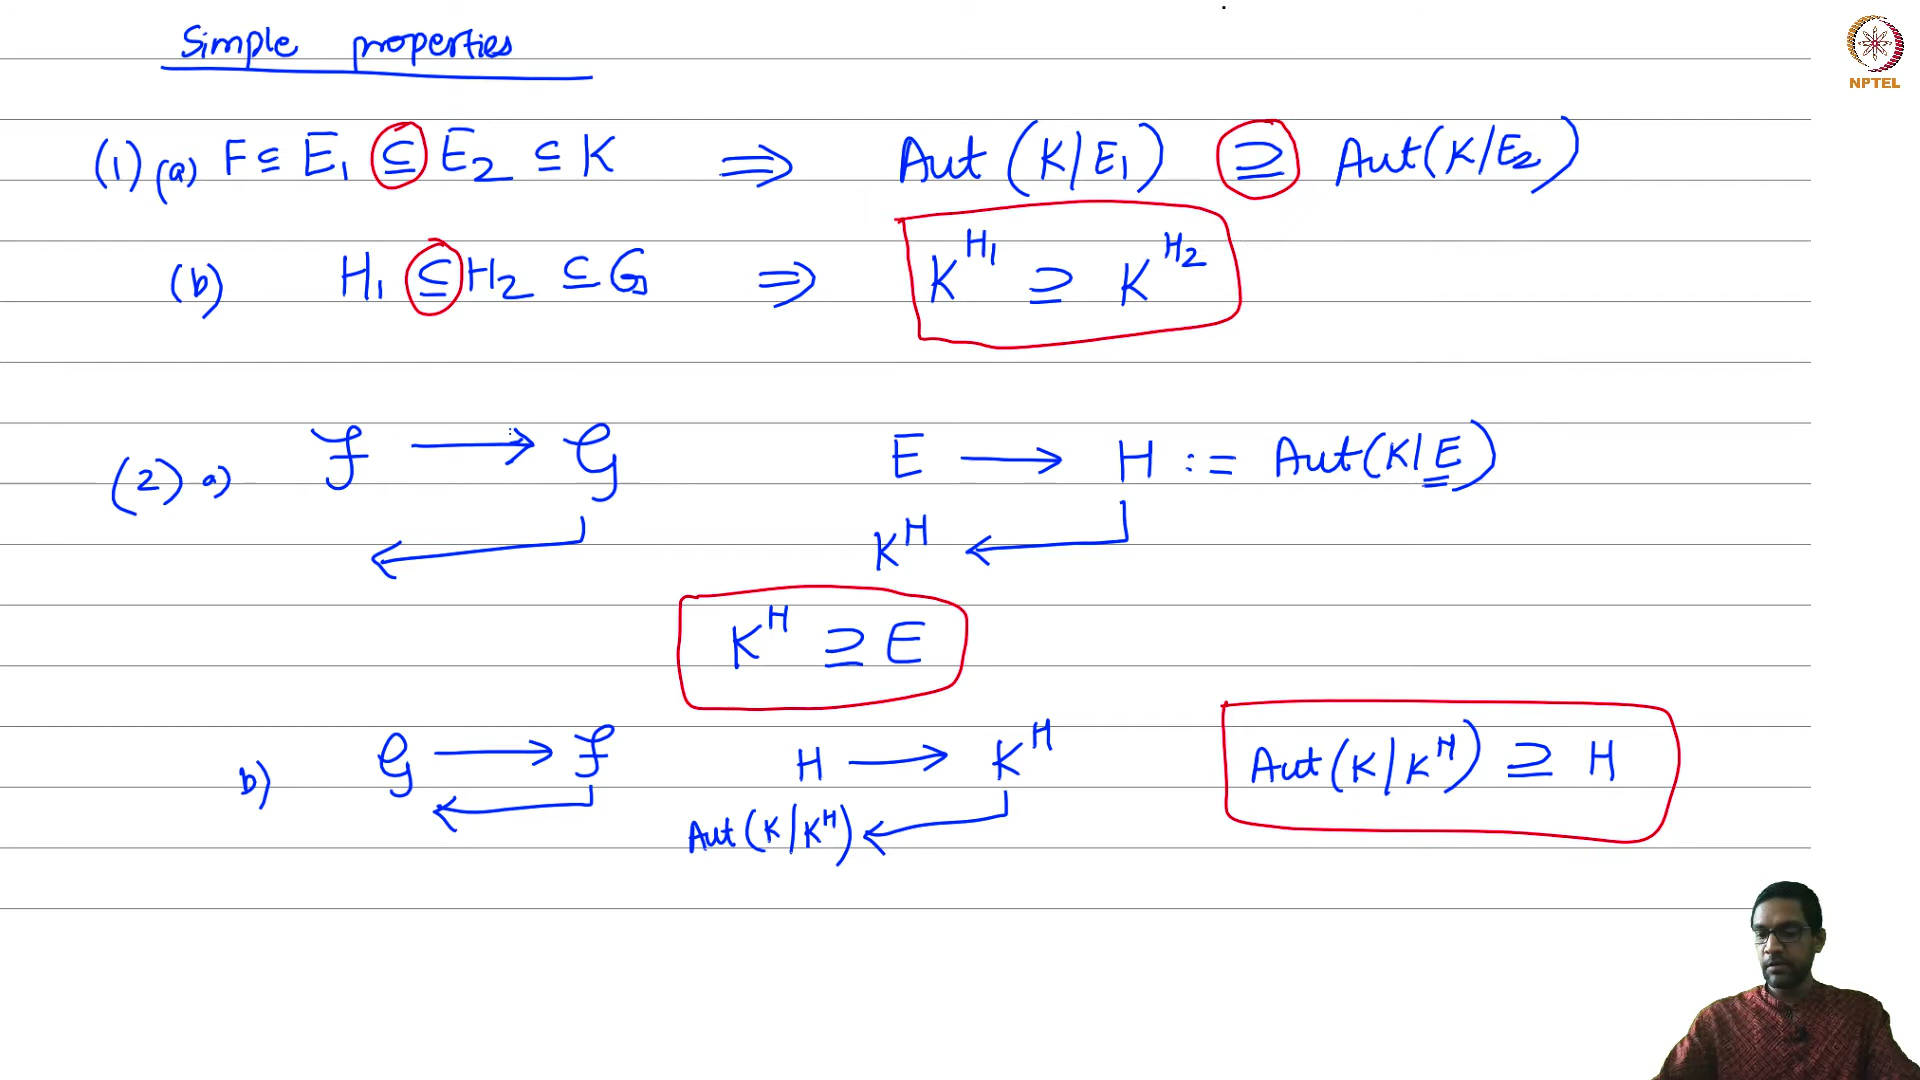 Simple properties
NPTEL
(1) (a) F ⊆ E₁ ⊆ E₂ ⊆ K ⟹ Aut (K/E₁) ⊇ Aut(K/E₂)
(b) H₁ ⊆ H₂ ⊆ G ⟹ K^{H₁} ⊇ K^{H₂}
(2) a) ℱ ⟶ 𝒢 E ⟶ H := Aut(K/E)
K^H ⟵
K^H ⊇ E
b) 𝒢 ⟶ ℱ H ⟶ K^H Aut(K/K^H) ⊇ H
Aut(K/K^H) ⟵